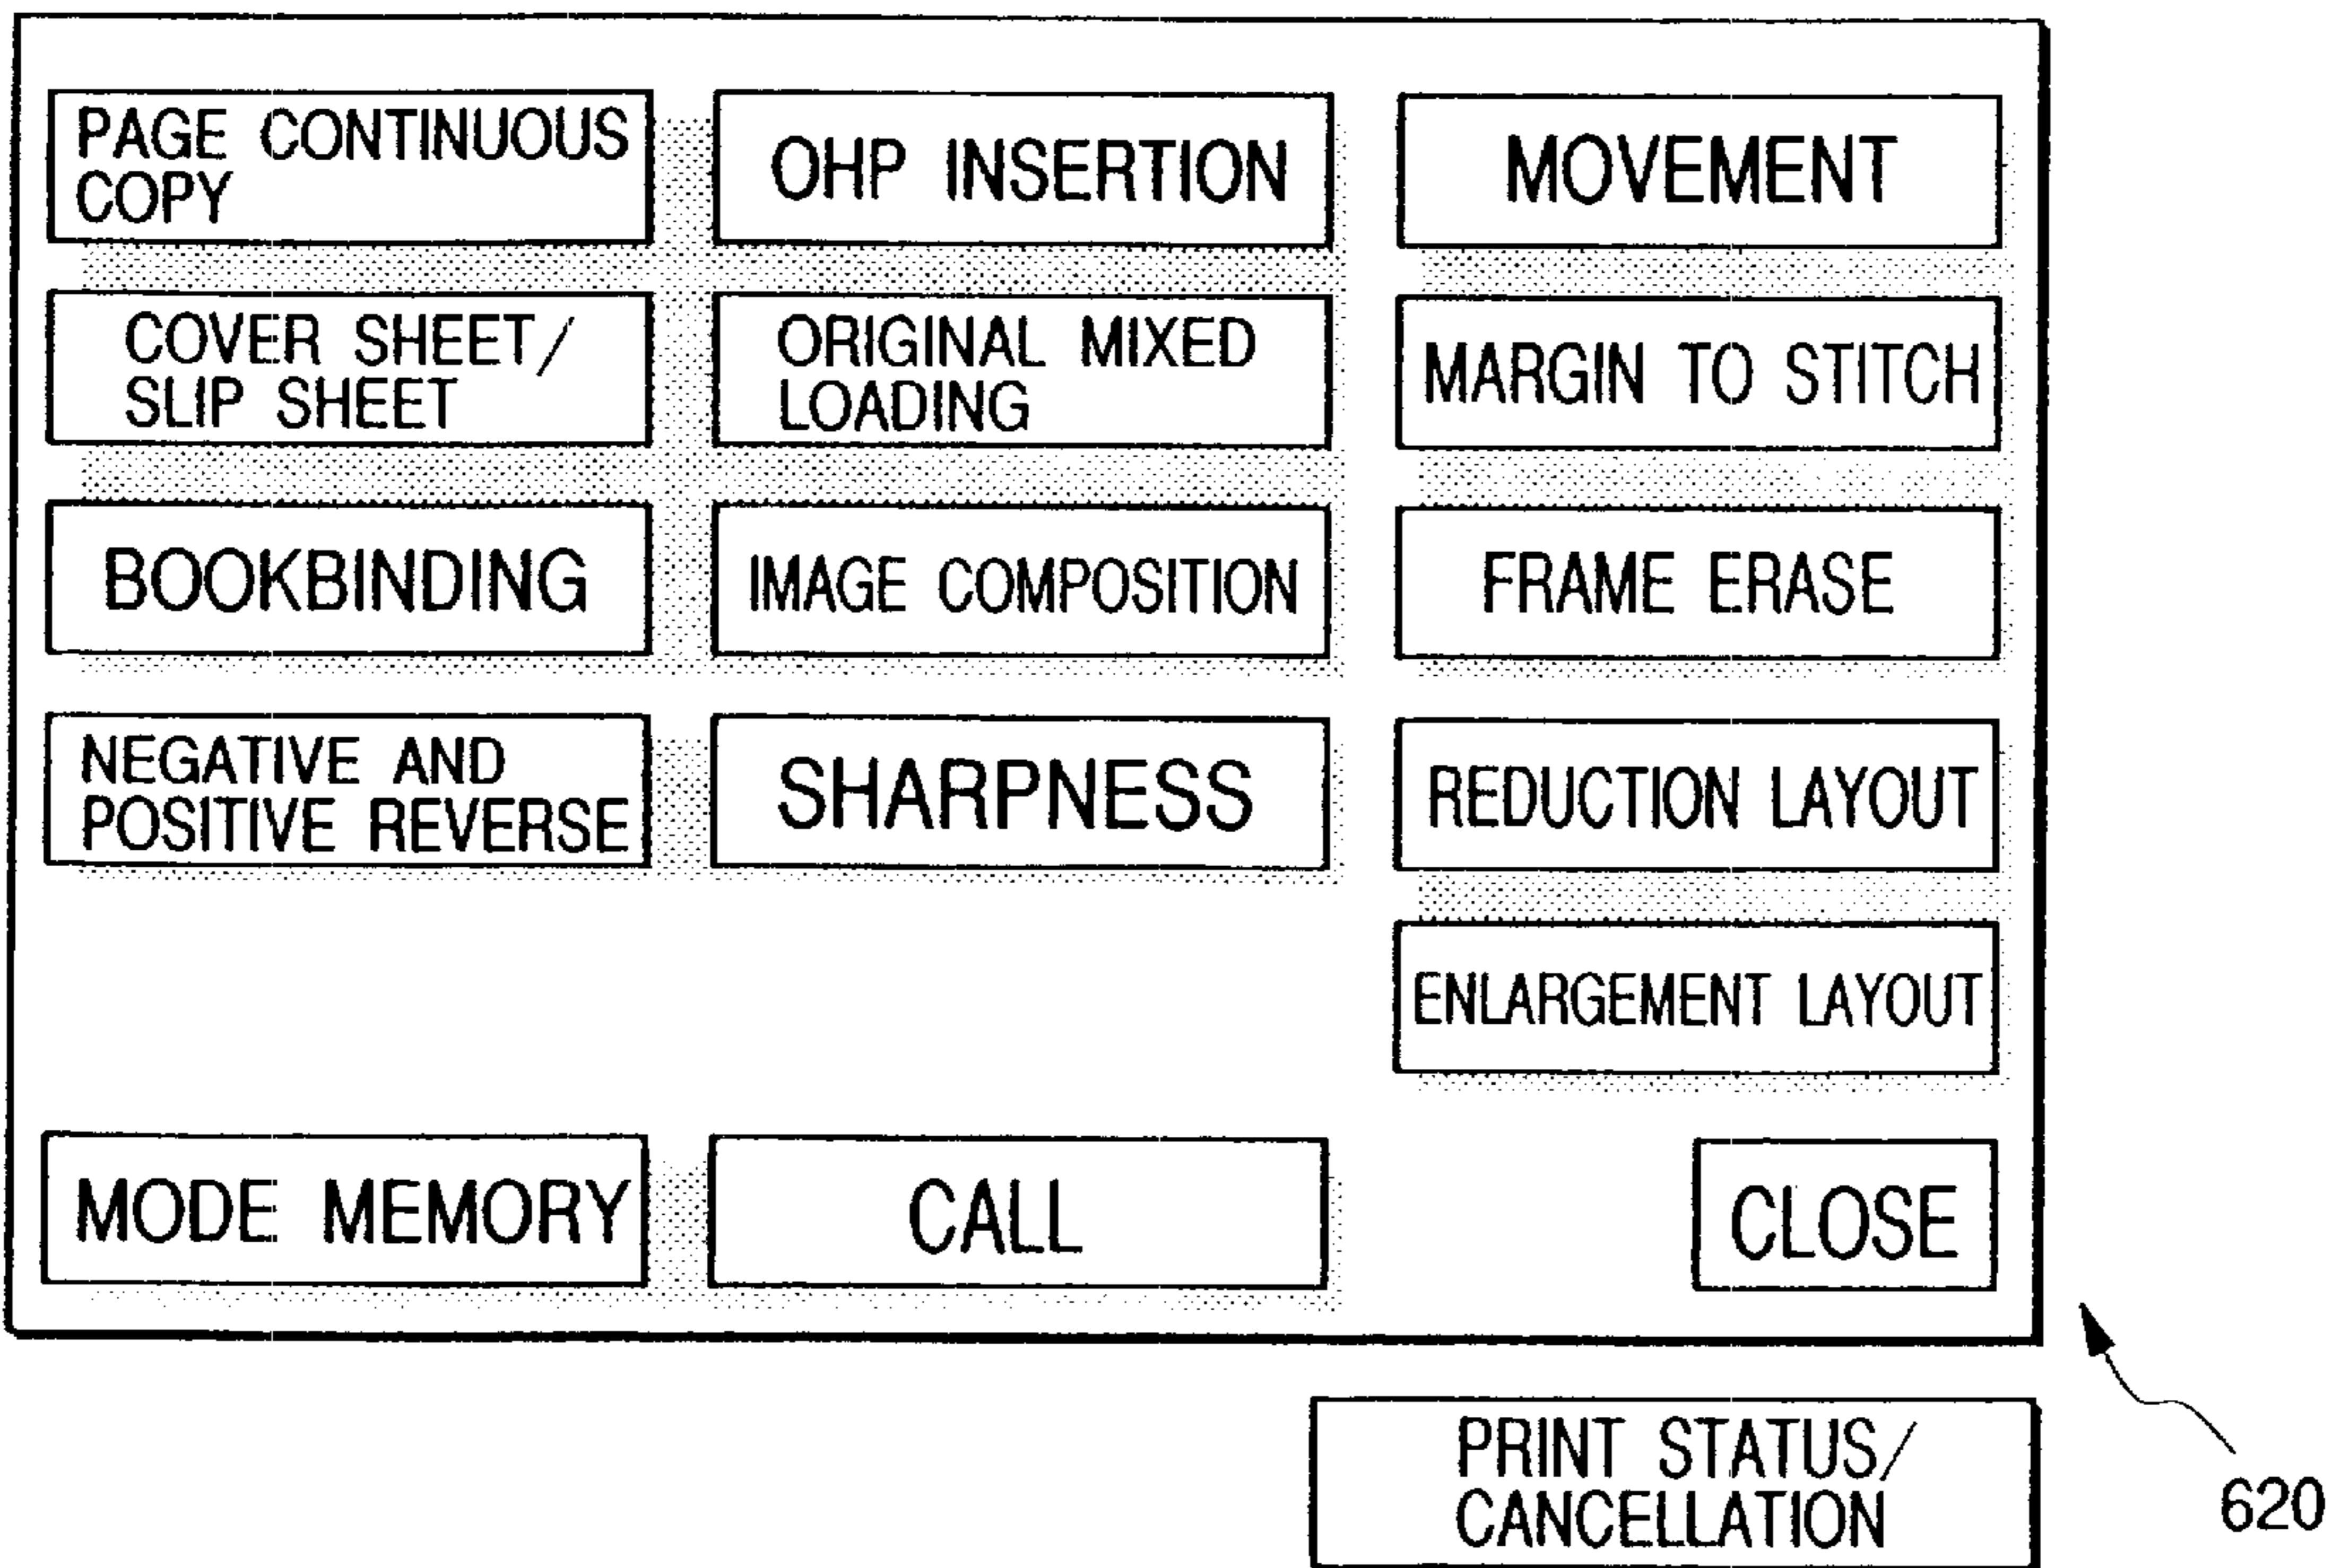 PAGE CONTINUOUS
COPY
OHP INSERTION
MOVEMENT
COVER SHEET/
SLIP SHEET
ORIGINAL MIXED
LOADING
MARGIN TO STITCH
BOOKBINDING
IMAGE COMPOSITION
FRAME ERASE
NEGATIVE AND
POSITIVE REVERSE
SHARPNESS
REDUCTION LAYOUT
ENLARGEMENT LAYOUT
MODE MEMORY
CALL
CLOSE
PRINT STATUS/
CANCELLATION
620